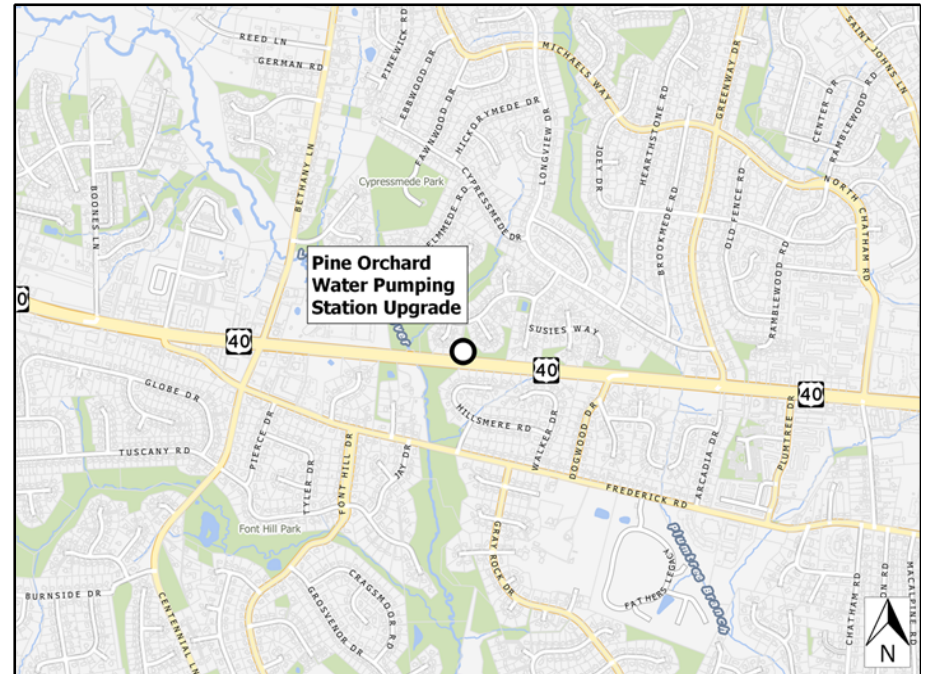 REED LN
GERMAN RD
PINEWICK RD
EBBWOOD DR
FAWNWOOD DR
HICKORYMEDE DR
MICHAELS WAY
GREENWAY DR
SAINT JOHNS LN
CENTER DR
RAMBLEWOOD RD
LONGVIEW DR
JOEY DR
HEARTHSTONE RD
BETHANY LN
BOONES LN
Cypressmede Park
CYPRESSMEDE DR
ELMMEDE RD
BROOKMEDE RD
OLD FENCE RD
NORTH CHATHAM RD
RAMBLEWOOD RD
Pine Orchard
Water Pumping
Station Upgrade
0
40
SUSIES WAY
40
40
GLOBE DR
HILLSMERE RD
WALKER DR
DOGWOOD DR
PLUMTREE DR
ARCADIA DR
PIERCE DR
TUSCANY RD
TYLER DR
FONT HILL DR
JAY DR
FREDERICK RD
Font Hill Park
GRAY ROCK DR
Plumtree Branch
FATHERS LEGACY
BURNSIDE DR
CENTENNIAL LN
GROSVENOR DR
CRAGSMOOR RD
CHATHAM RD
ON RD
MACALPINE RD
N